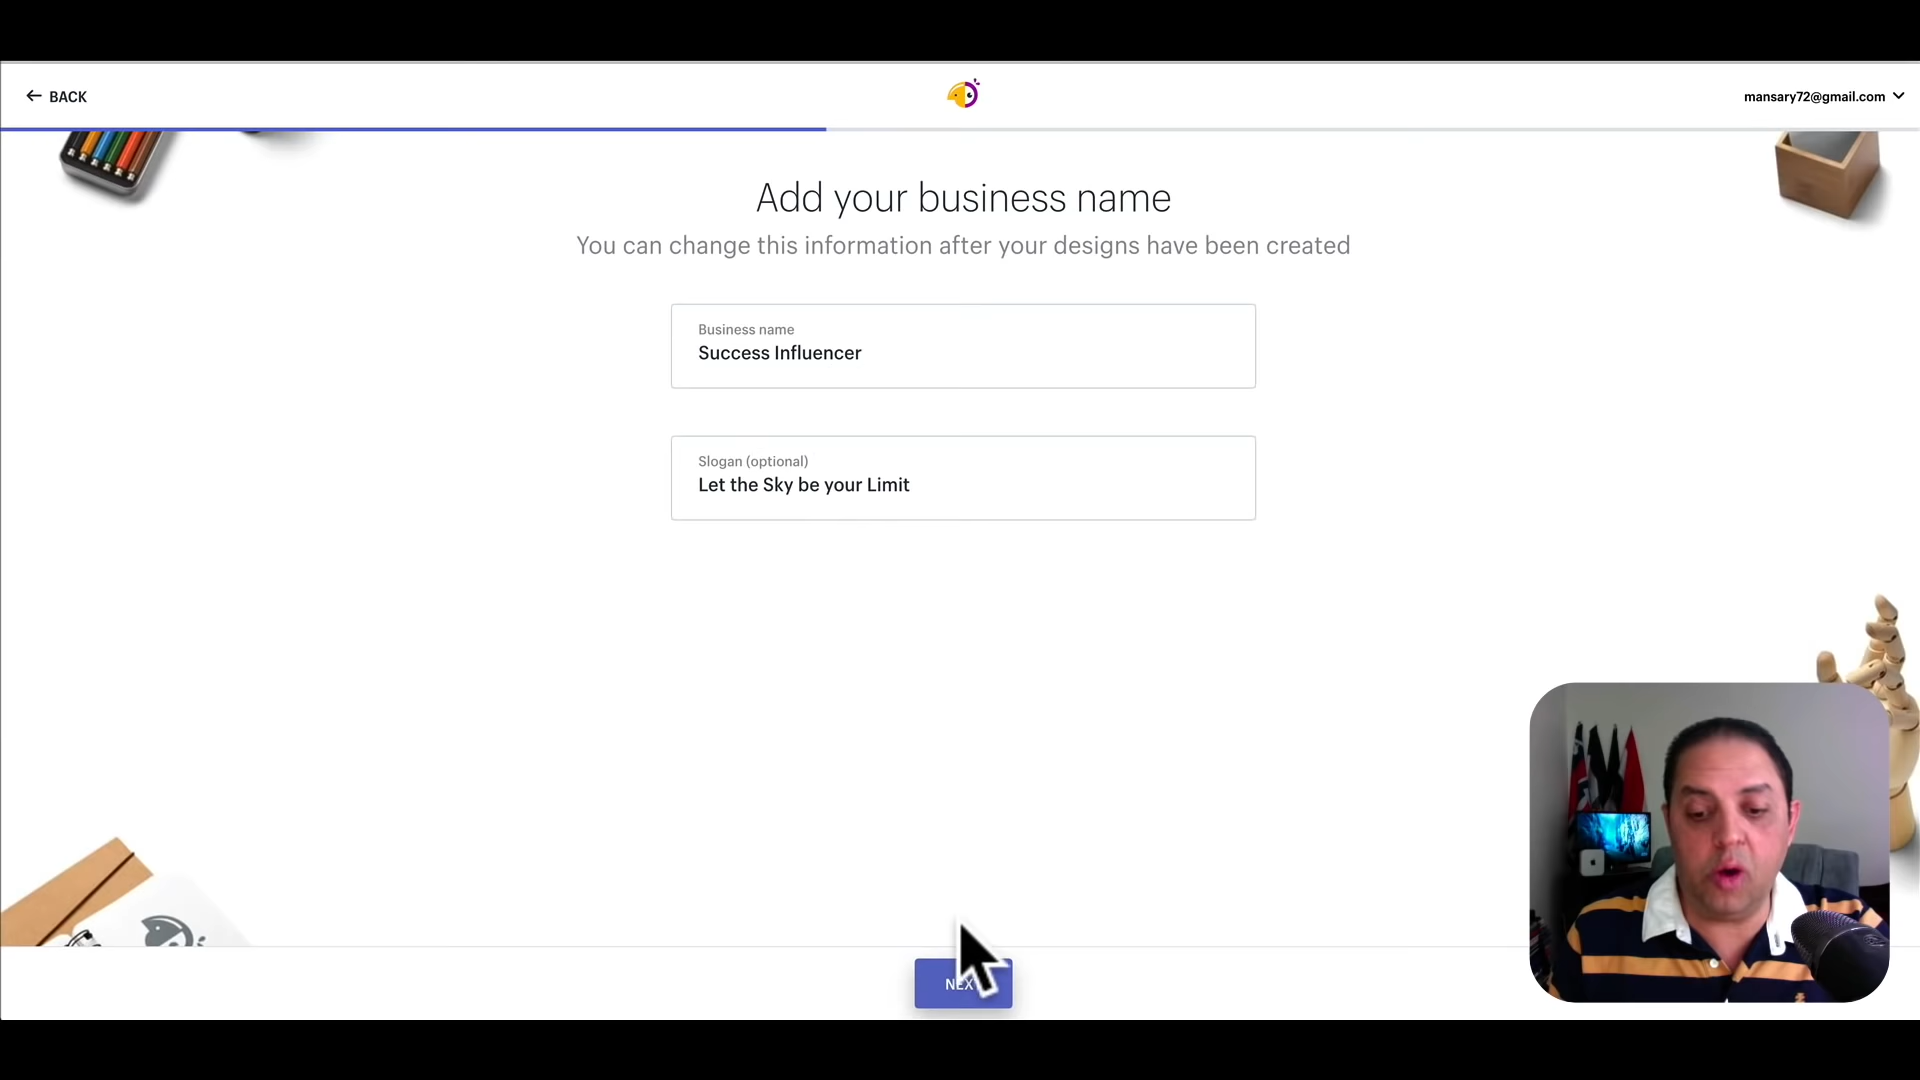 BACK
mansary72@gmail.com
Add your business name
You can change this information after your designs have been created
Business name
Success Influencer
Slogan (optional)
Let the Sky be your Limit
NEX